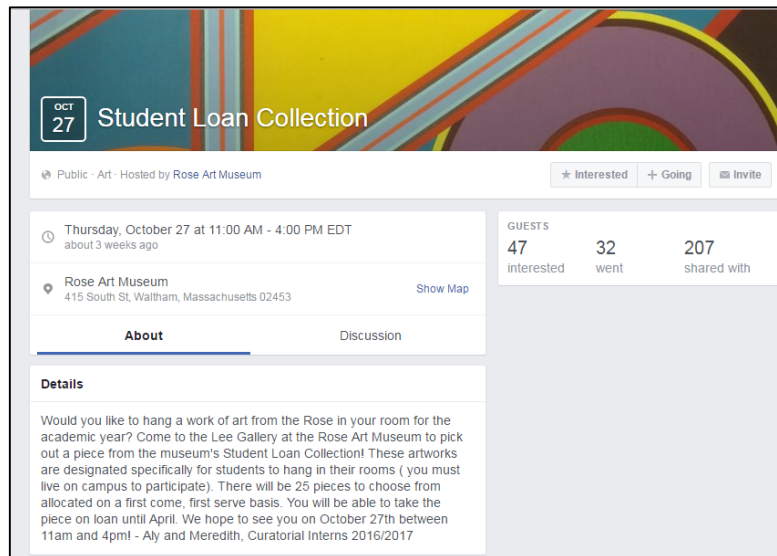 OCT
27
Student Loan Collection
Public · Art · Hosted by Rose Art Museum
Interested
Going
Invite
Thursday, October 27 at 11:00 AM - 4:00 PM EDT
about 3 weeks ago
Rose Art Museum
415 South St, Waltham, Massachusetts 02453
Show Map
GUESTS
47
32
207
interested
went
shared with
About
Discussion
Details
Would you like to hang a work of art from the Rose in your room for the
academic year? Come to the Lee Gallery at the Rose Art Museum to pick
out a piece from the museum's Student Loan Collection! These artworks
are designated specifically for students to hang in their rooms ( you must
live on campus to participate). There will be 25 pieces to choose from
allocated on a first come, first serve basis. You will be able to take the
piece on loan until April. We hope to see you on October 27th between
11am and 4pm! - Aly and Meredith, Curatorial Interns 2016/2017